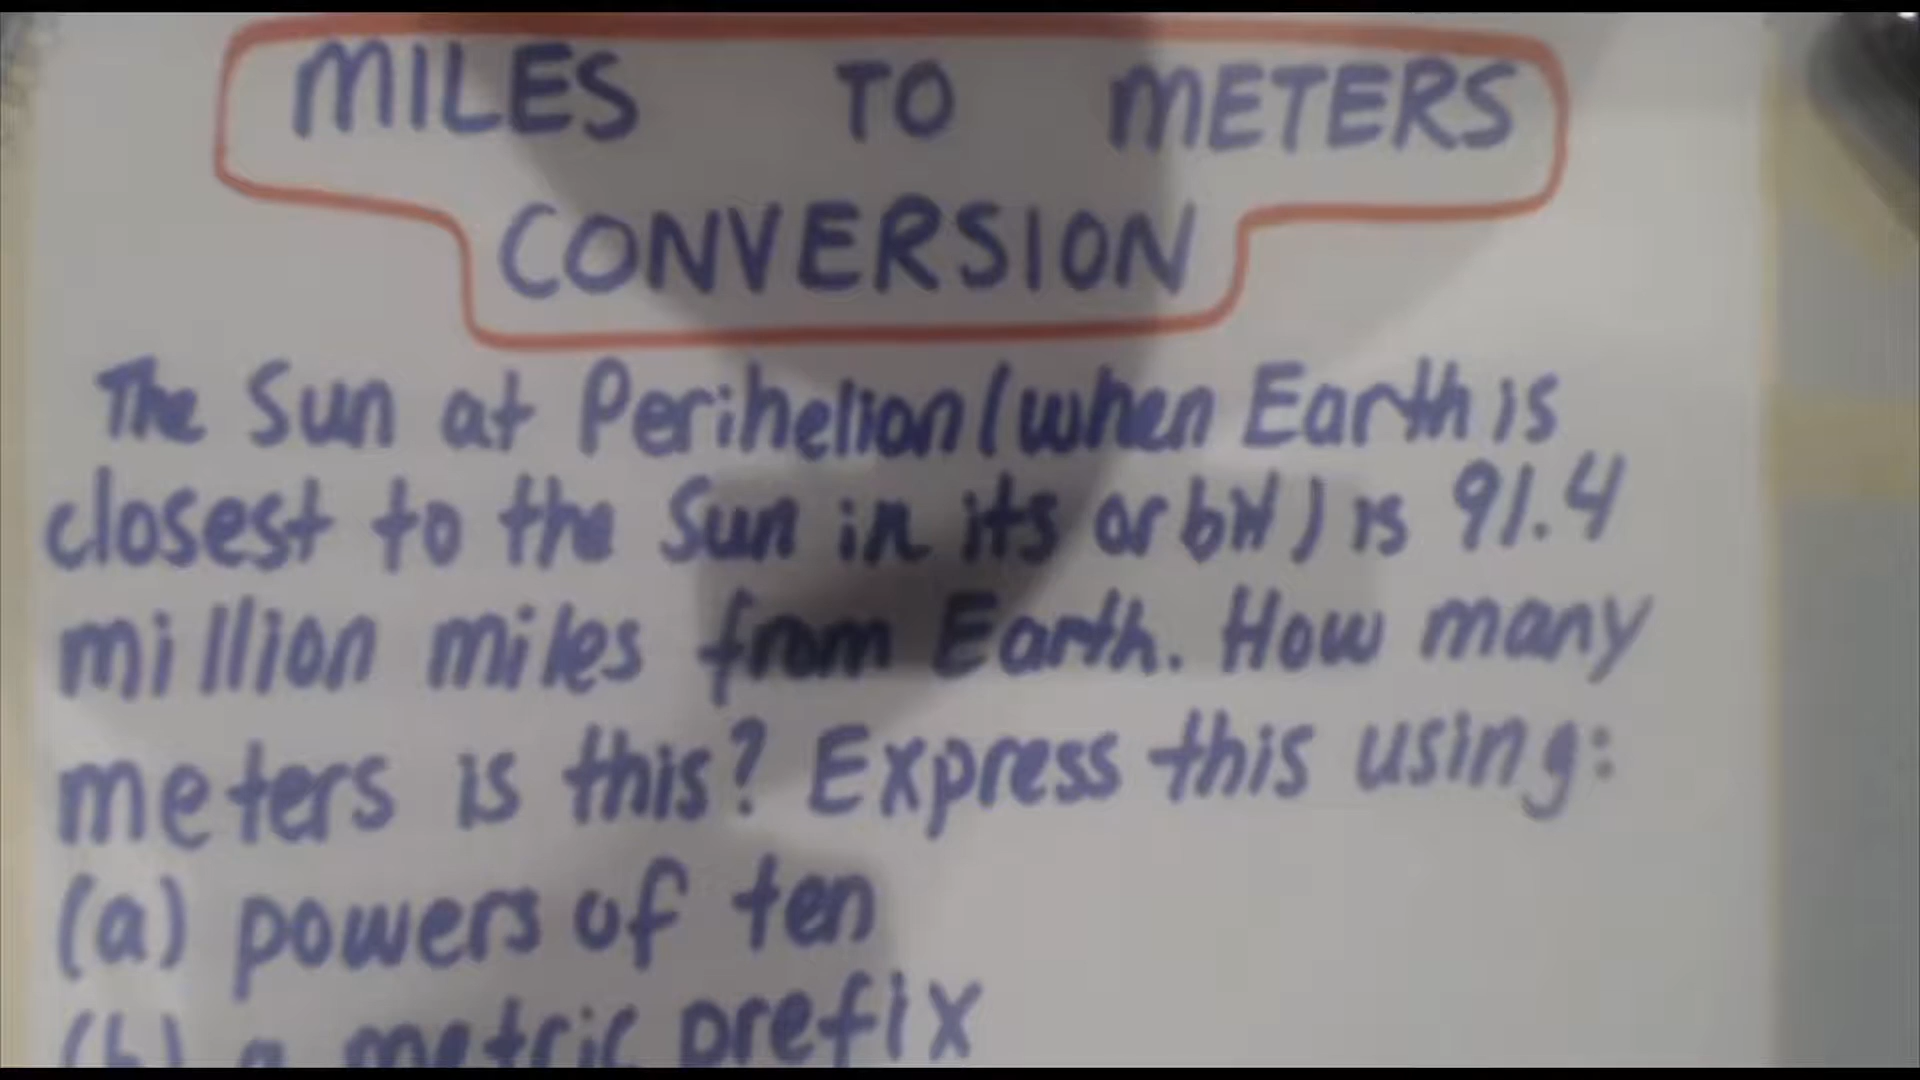 MILES TO METERS
CONVERSION
The Sun at Perihelion (when Earth is
closest to the Sun in its orbit) is 91.4
million miles from Earth. How many
meters is this? Express this using:
(a) powers of ten
(b) a metric prefix